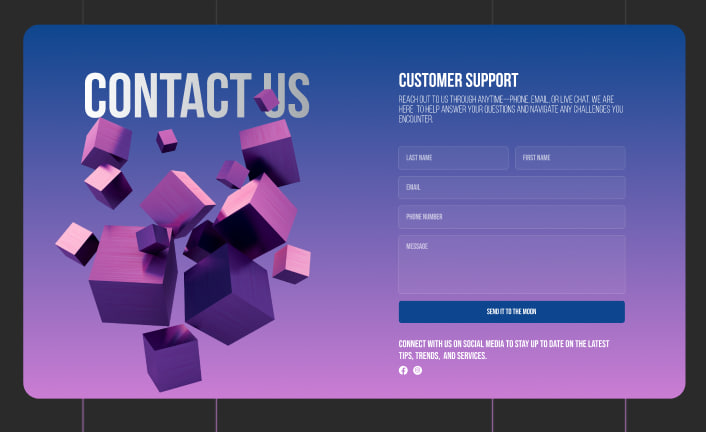 CONTACT US
CUSTOMER SUPPORT
REACH OUT TO US THROUGH ANYTIME--PHONE, EMAIL, OR LIVE CHAT. WE ARE
HERE TO HELP ANSWER YOUR QUESTIONS AND NAVIGATE ANY CHALLENGES YOU
ENCOUNTER.
LAST NAME
FIRST NAME
EMAIL
PHONE NUMBER
MESSAGE
SEND IT TO THE MOON
CONNECT WITH US ON SOCIAL MEDIA TO STAY UP TO DATE ON THE LATEST
TIPS, TRENDS, AND SERVICES.